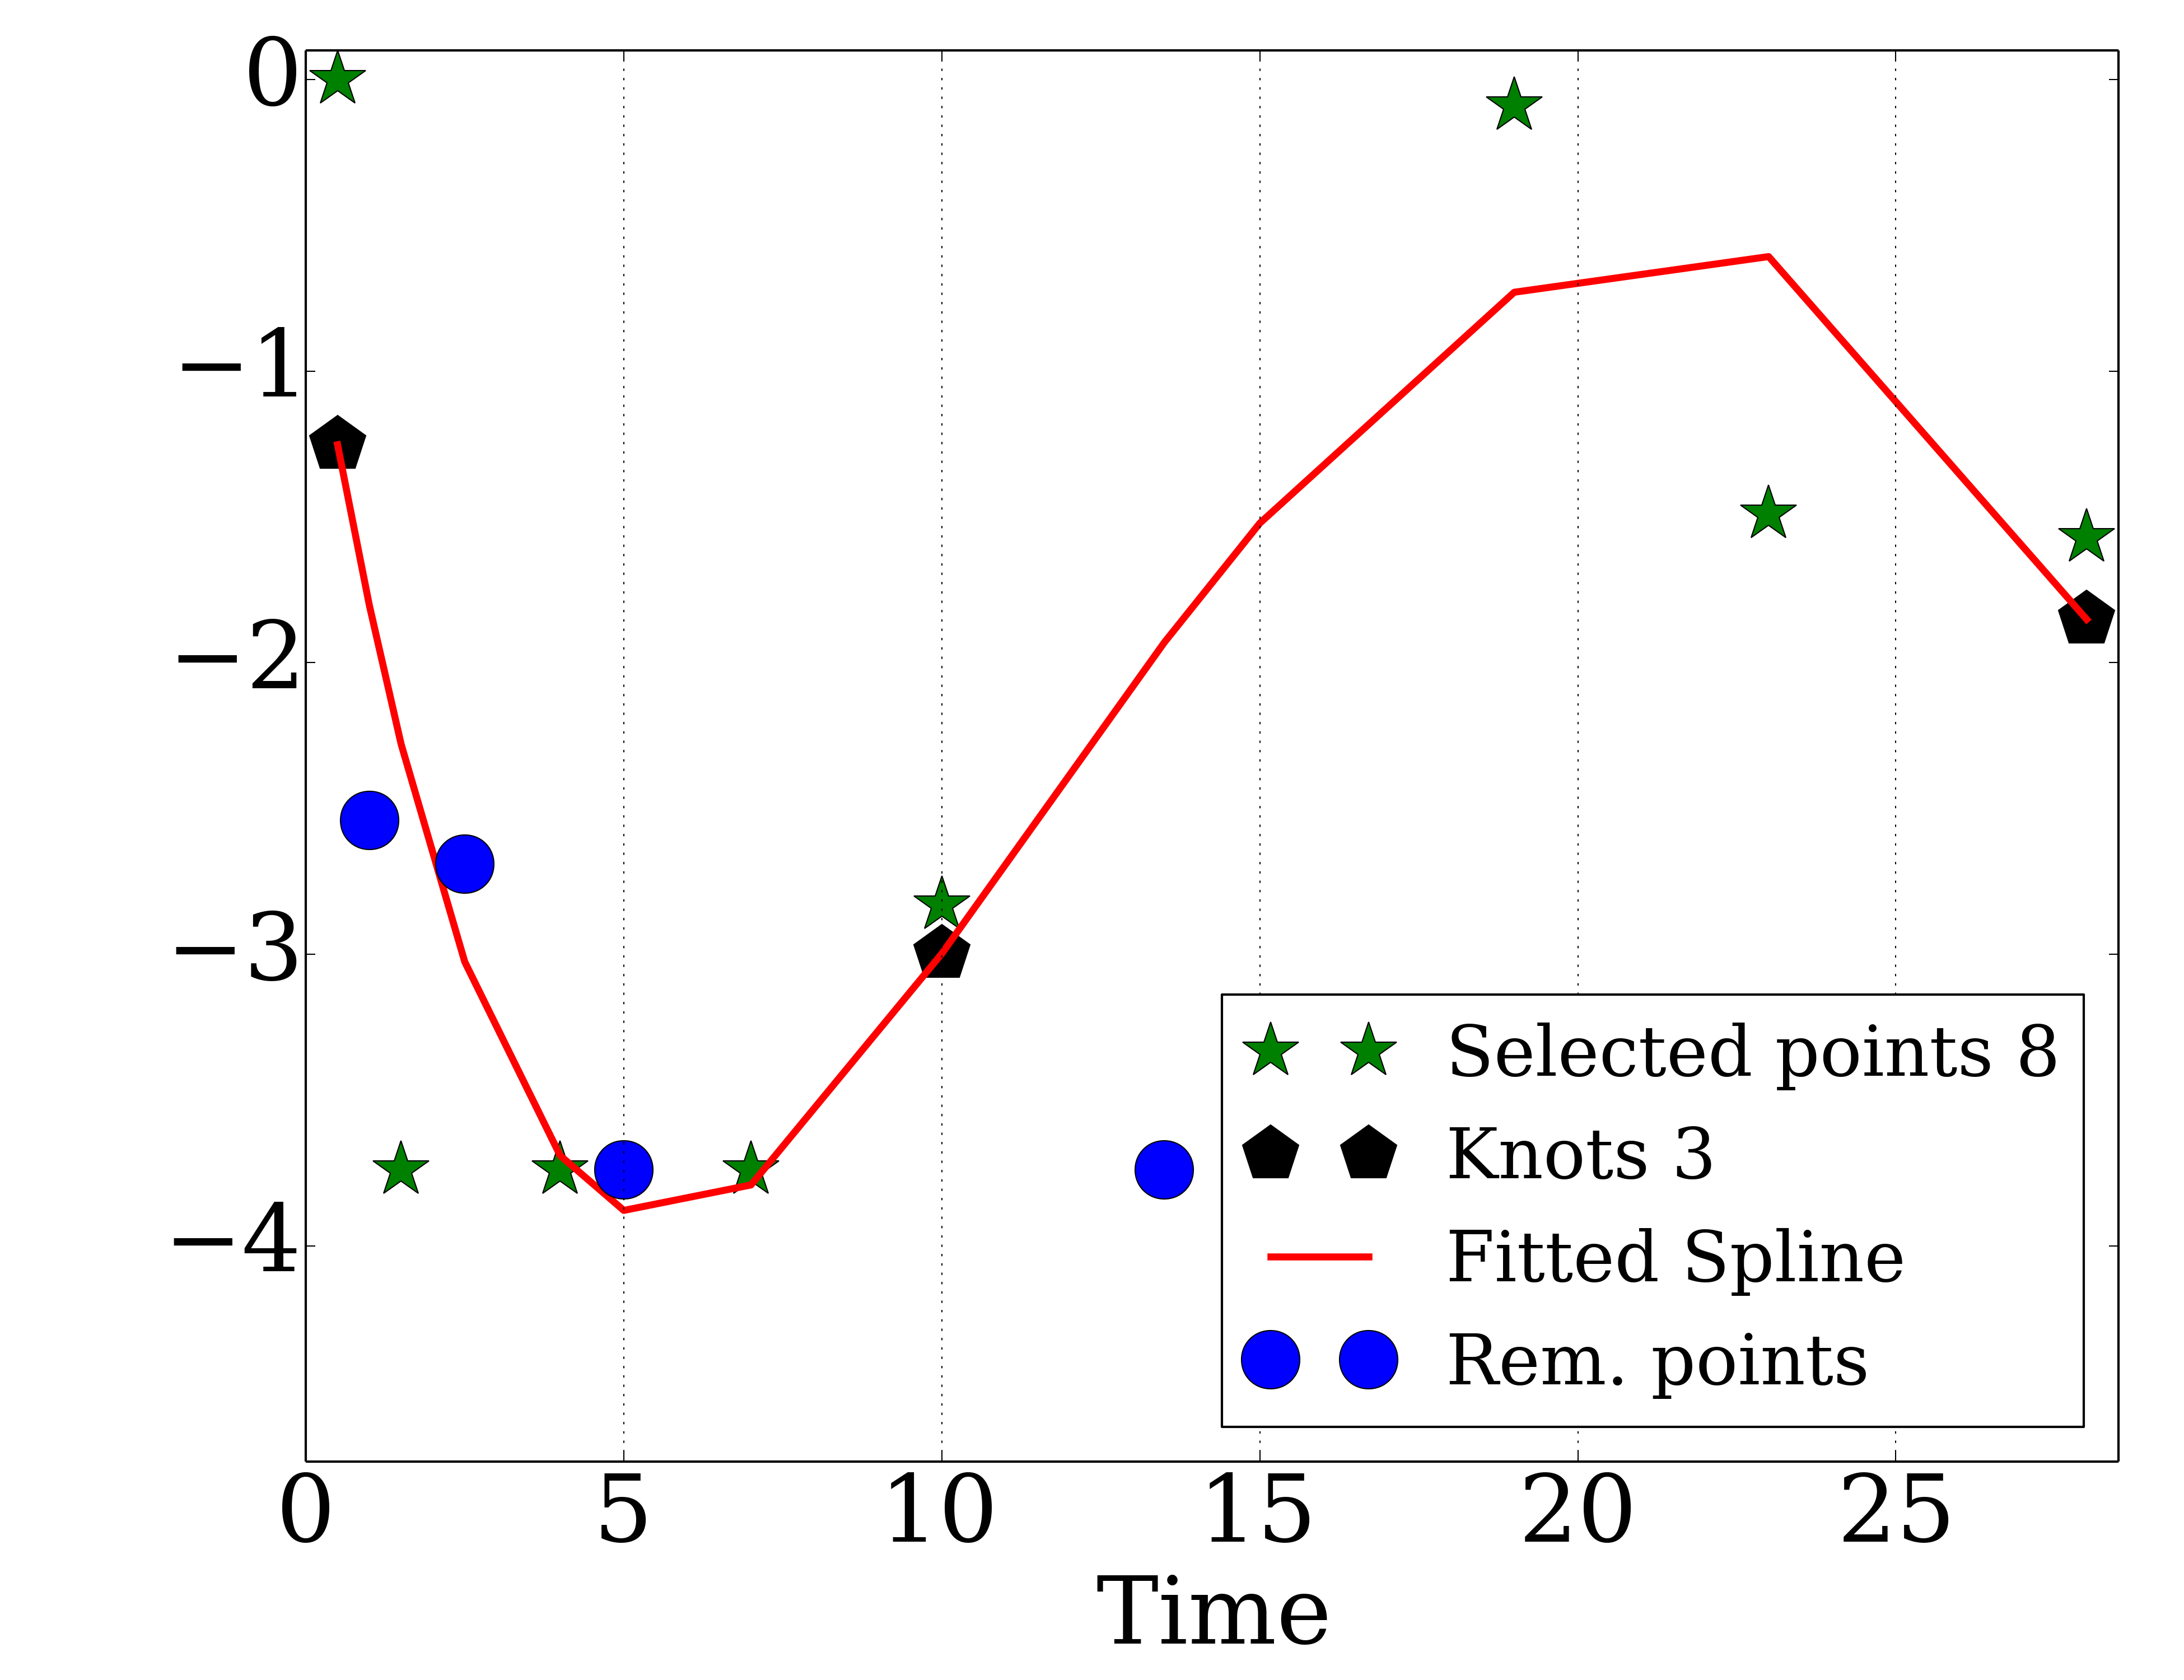 0
−1
−2
−3
−4
Selected points 8
Knots 3
Fitted Spline
Rem. points
0 5 10 15 20 25
Time